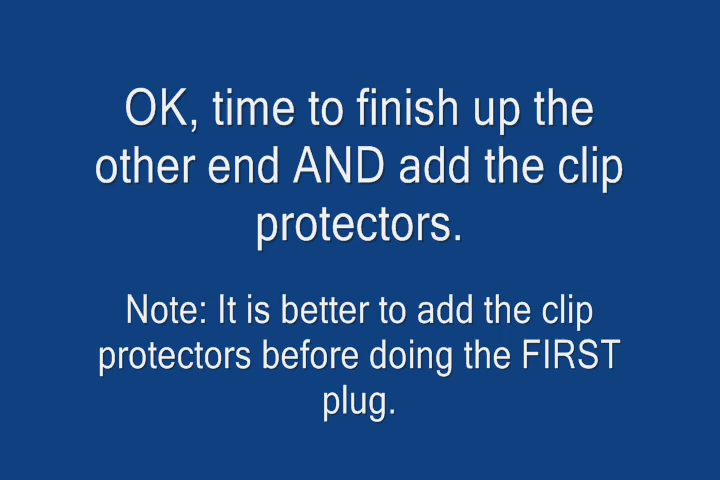 OK, time to finish up the
other end AND add the clip
protectors.
Note: It is better to add the clip
protectors before doing the FIRST
plug.